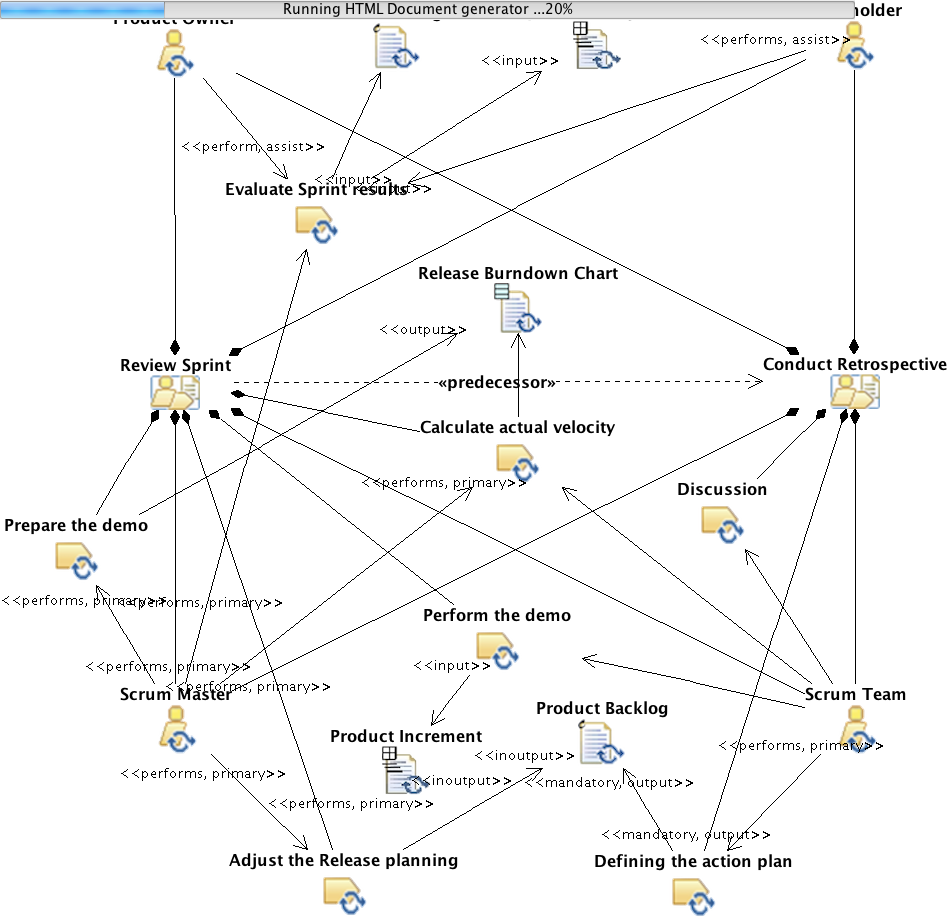 Running HTML Document generator ...20%
Product Owner
holder
<<performs, assist>>
<<input>>
<<perform, assist>>
<<input>>
Evaluate Sprint results
Release Burndown Chart
<<output>>
Review Sprint
Conduct Retrospective
«predecessor»
Calculate actual velocity
<<performs, primary>>
Discussion
Prepare the demo
<<performs, primary>>
<<performs, primary>>
Perform the demo
<<input>>
<<performs, primary>>
<<performs, primary>>
Scrum Master
Scrum Team
Product Backlog
Product Increment
<<performs, primary>>
<<inoutput>>
<<performs, primary>>
<<inoutput>>
<<mandatory, output>>
<<performs, primary>>
<<mandatory, output>>
Adjust the Release planning
Defining the action plan